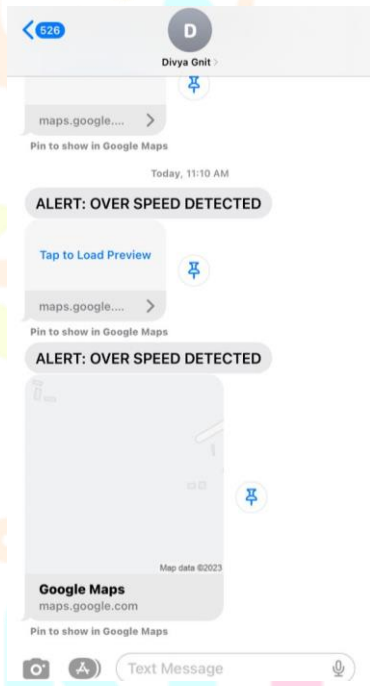 526
D
Divya Gnit
maps.google....
Pin to show in Google Maps
Today, 11:10 AM
ALERT: OVER SPEED DETECTED
Tap to Load Preview
maps.google....
Pin to show in Google Maps
ALERT: OVER SPEED DETECTED
Map data ©2023
Google Maps
maps.google.com
Pin to show in Google Maps
Text Message